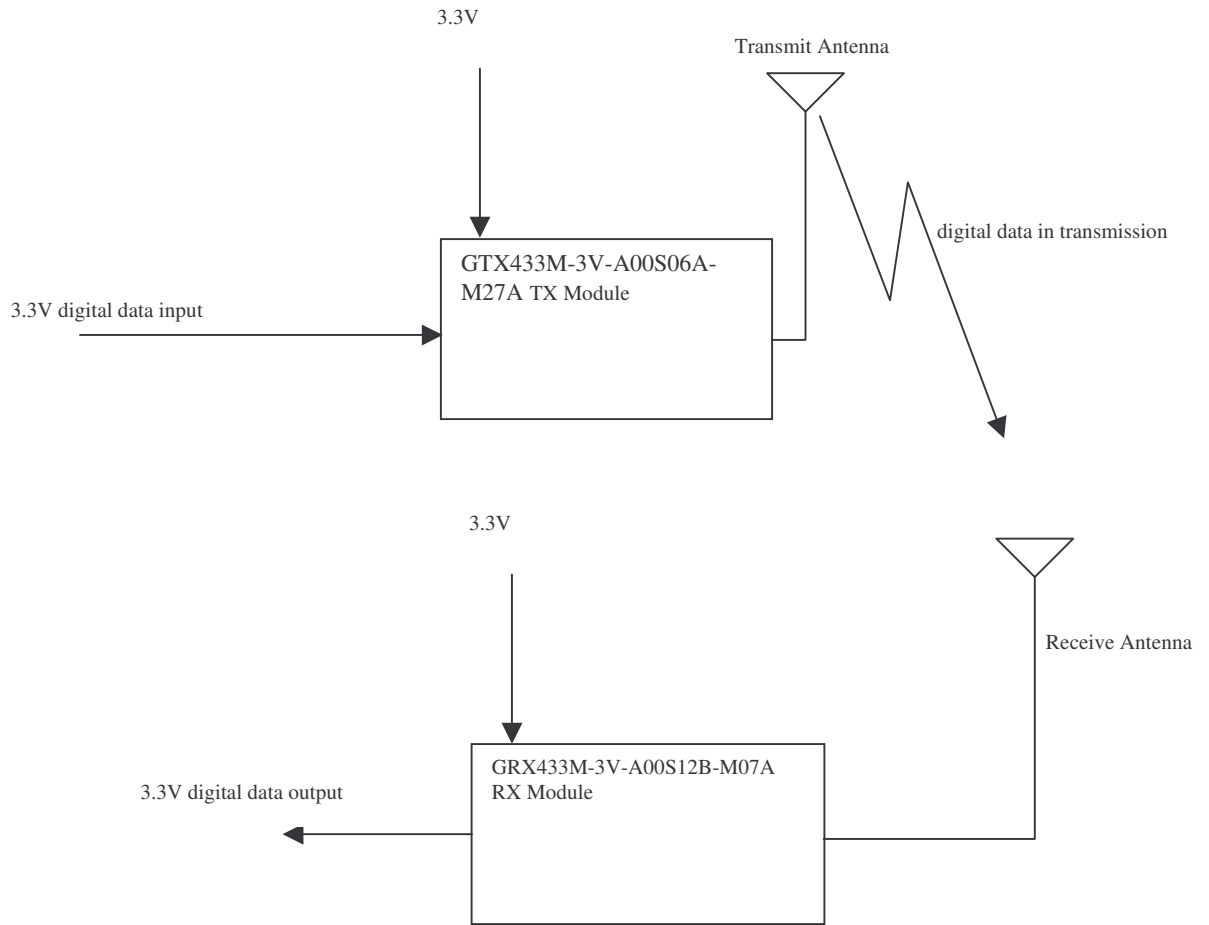 3.3V
Transmit Antenna
digital data in transmission
GTX433M-3V-A00S06A-
M27A TX Module
3.3V digital data input
3.3V
Receive Antenna
GRX433M-3V-A00S12B-M07A
RX Module
3.3V digital data output